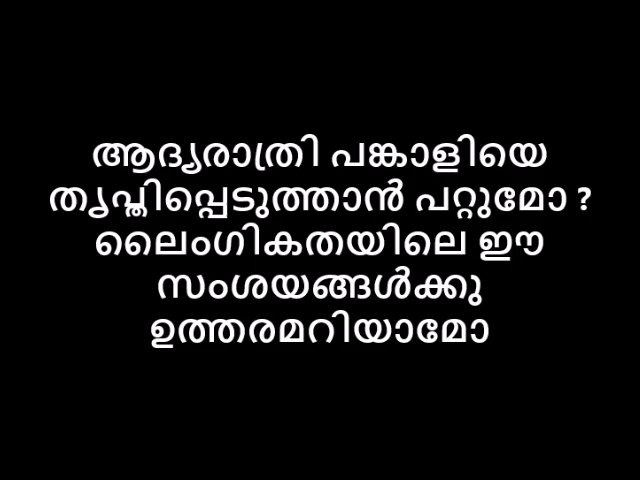 ആദ്യരാത്രി പങ്കാളിയെ
തൃപ്തിപ്പെടുത്താൻ പറ്റുമോ ?
ലൈംഗികതയിലെ ഈ
സംശയങ്ങൾക്കു
ഉത്തരമറിയാമോ